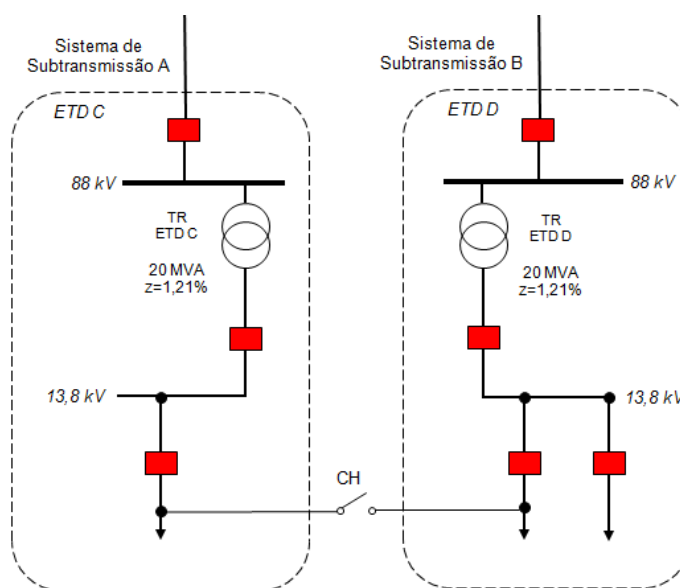 Sistema de
Subtransmissão A
Sistema de
Subtransmissão B
ETD C
ETD D
88 kV
88 kV
TR
ETD C
20 MVA
z=1,21%
TR
ETD D
20 MVA
z=1,21%
13,8 kV
13,8 kV
CH